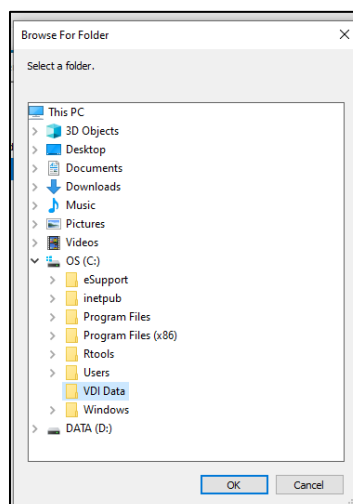 Browse For Folder
Select a folder.
This PC
3D Objects
Desktop
Documents
Downloads
Music
Pictures
Videos
OS (C:)
eSupport
inetpub
Program Files
Program Files (x86)
Rtools
Users
VDI Data
Windows
DATA (D:)
OK Cancel